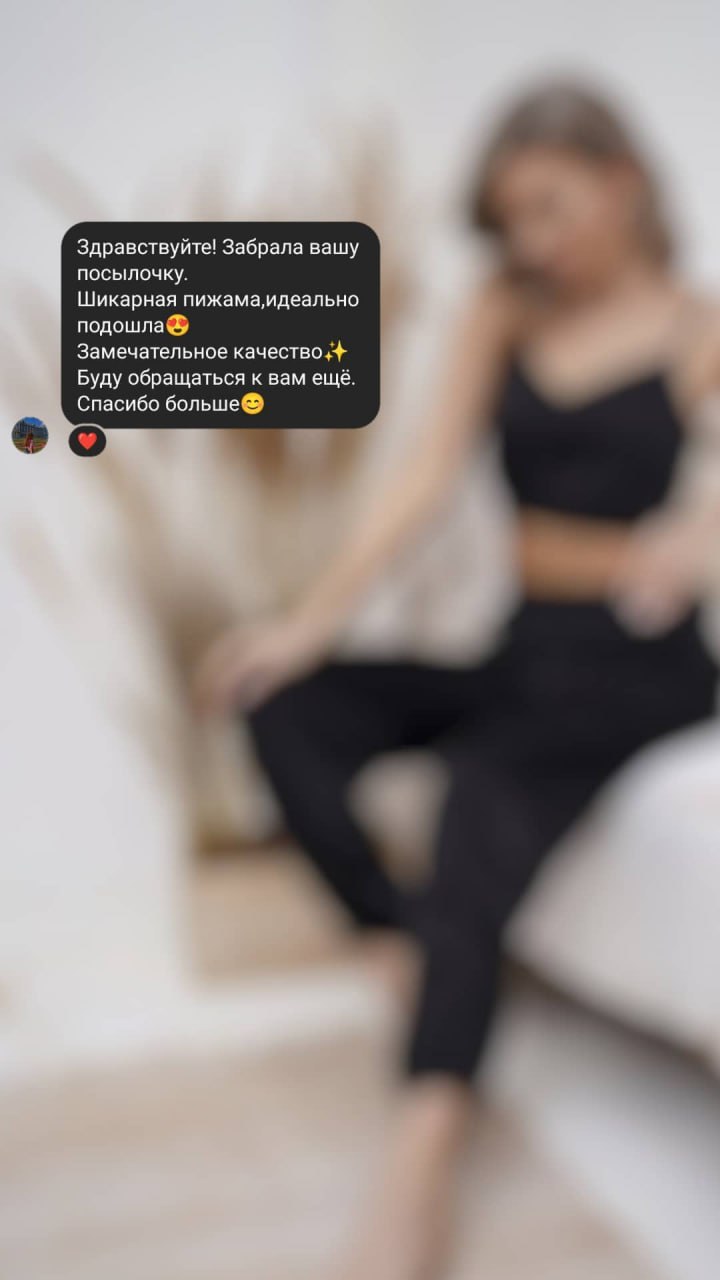 Здравствуйте! Забрала вашу
посылочку.
Шикарная пижама,идеально
подошла😍
Замечательное качество✨
Буду обращаться к вам ещё.
Спасибо больше😊